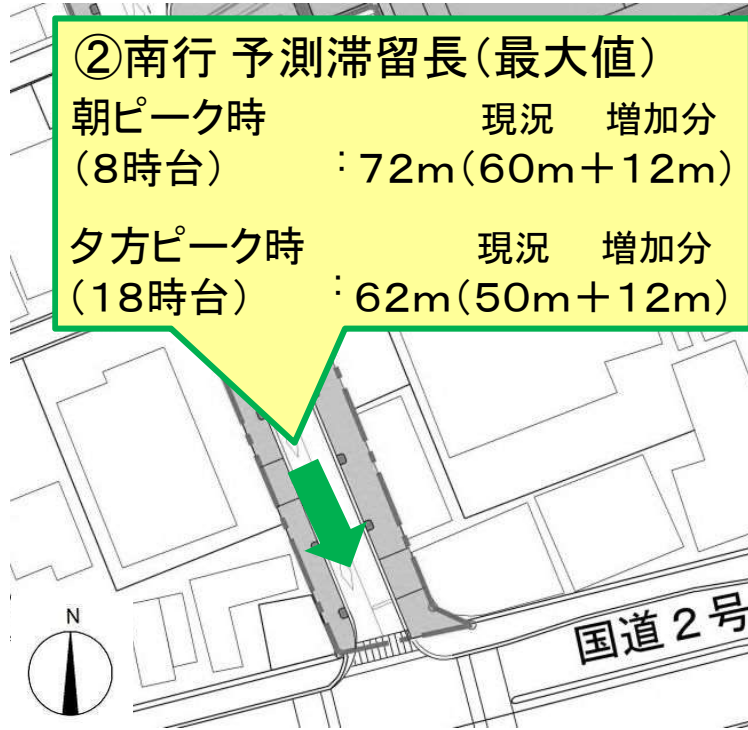 ②南行 予測滞留長(最大値)
朝ピーク時 現況 増加分
(8時台) :72m(60m+12m)
夕方ピーク時 現況 増加分
(18時台) :62m(50m+12m)
N
国道2号